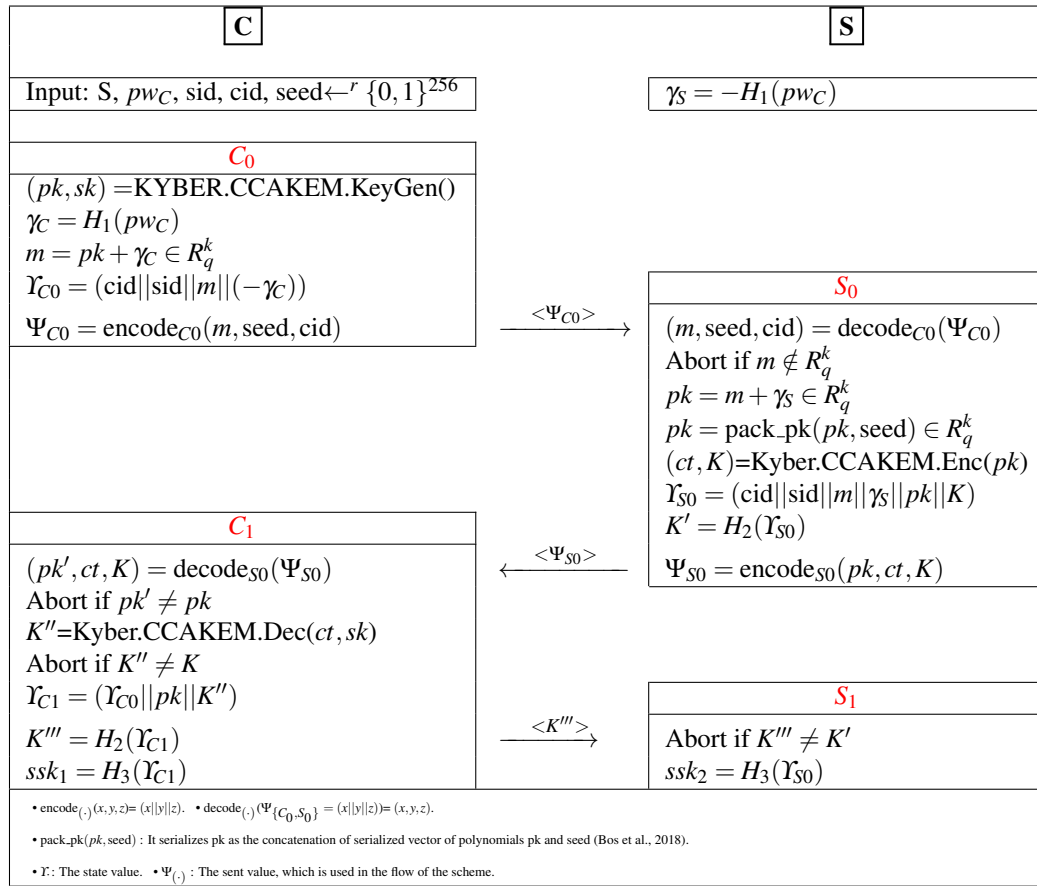 C
S
Input: S, pw_C, sid, cid, seed←^r {0,1}^256
γ_S = −H_1(pw_C)
C_0
(pk, sk) =KYBER.CCAKEM.KeyGen()
γ_C = H_1(pw_C)
m = pk + γ_C ∈ R_q^k
ϒ_C0 = (cid||sid||m||(−γ_C))
Ψ_C0 = encode_C0(m, seed, cid)
<Ψ_C0>
S_0
(m, seed, cid) = decode_C0(Ψ_C0)
Abort if m ∉ R_q^k
pk = m + γ_S ∈ R_q^k
pk = pack_pk(pk, seed) ∈ R_q^k
(ct, K)=Kyber.CCAKEM.Enc(pk)
ϒ_S0 = (cid||sid||m||γ_S||pk||K)
K′ = H_2(ϒ_S0)
Ψ_S0 = encode_S0(pk, ct, K)
<Ψ_S0>
C_1
(pk′, ct, K) = decode_S0(Ψ_S0)
Abort if pk′ ≠ pk
K′′=Kyber.CCAKEM.Dec(ct, sk)
Abort if K′′ ≠ K
ϒ_C1 = (ϒ_C0||pk||K′′)
K′′′ = H_2(ϒ_C1)
ssk_1 = H_3(ϒ_C1)
<K′′′>
S_1
Abort if K′′′ ≠ K′
ssk_2 = H_3(ϒ_S0)
• encode_(·)(x, y, z)= (x||y||z). • decode_(·)(Ψ_{C_0,S_0} = (x||y||z))= (x, y, z).
• pack_pk(pk, seed) : It serializes pk as the concatenation of serialized vector of polynomials pk and seed (Bos et al., 2018).
• ϒ: The state value. • Ψ_(·) : The sent value, which is used in the flow of the scheme.